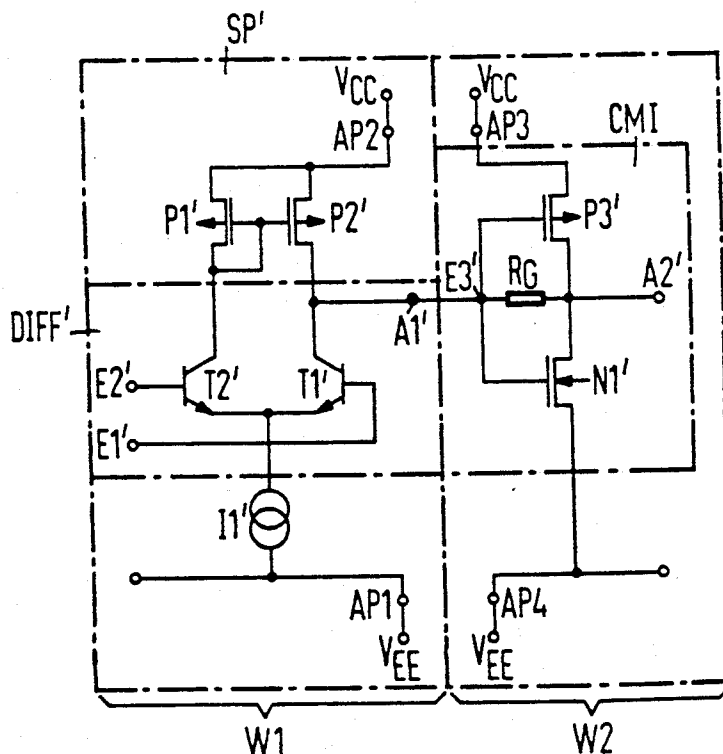 SP'
VCC
AP2
VCC
AP3
CMI
P1'
P2'
P3'
E3'
RG
A2'
A1'
DIFF'
E2'
T2'
T1'
N1'
E1'
I1'
AP1
AP4
VEE
VEE
W1
W2